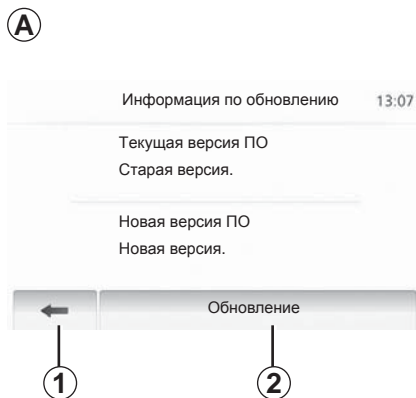 A
Информация по обновлению 13:07
Текущая версия ПО
Старая версия.
Новая версия ПО
Новая версия.
Обновление
1 2